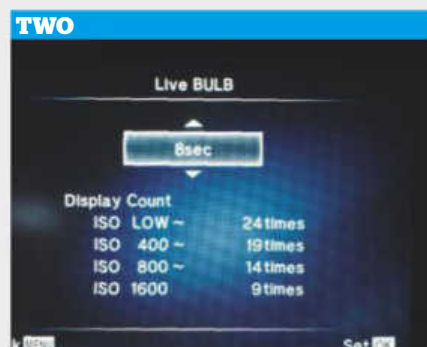 TWO
Live BULB
8sec
Display Count
ISO LOW~ 24times
ISO 400~ 19times
ISO 800~ 14times
ISO 1600 9times
MENU Set OK